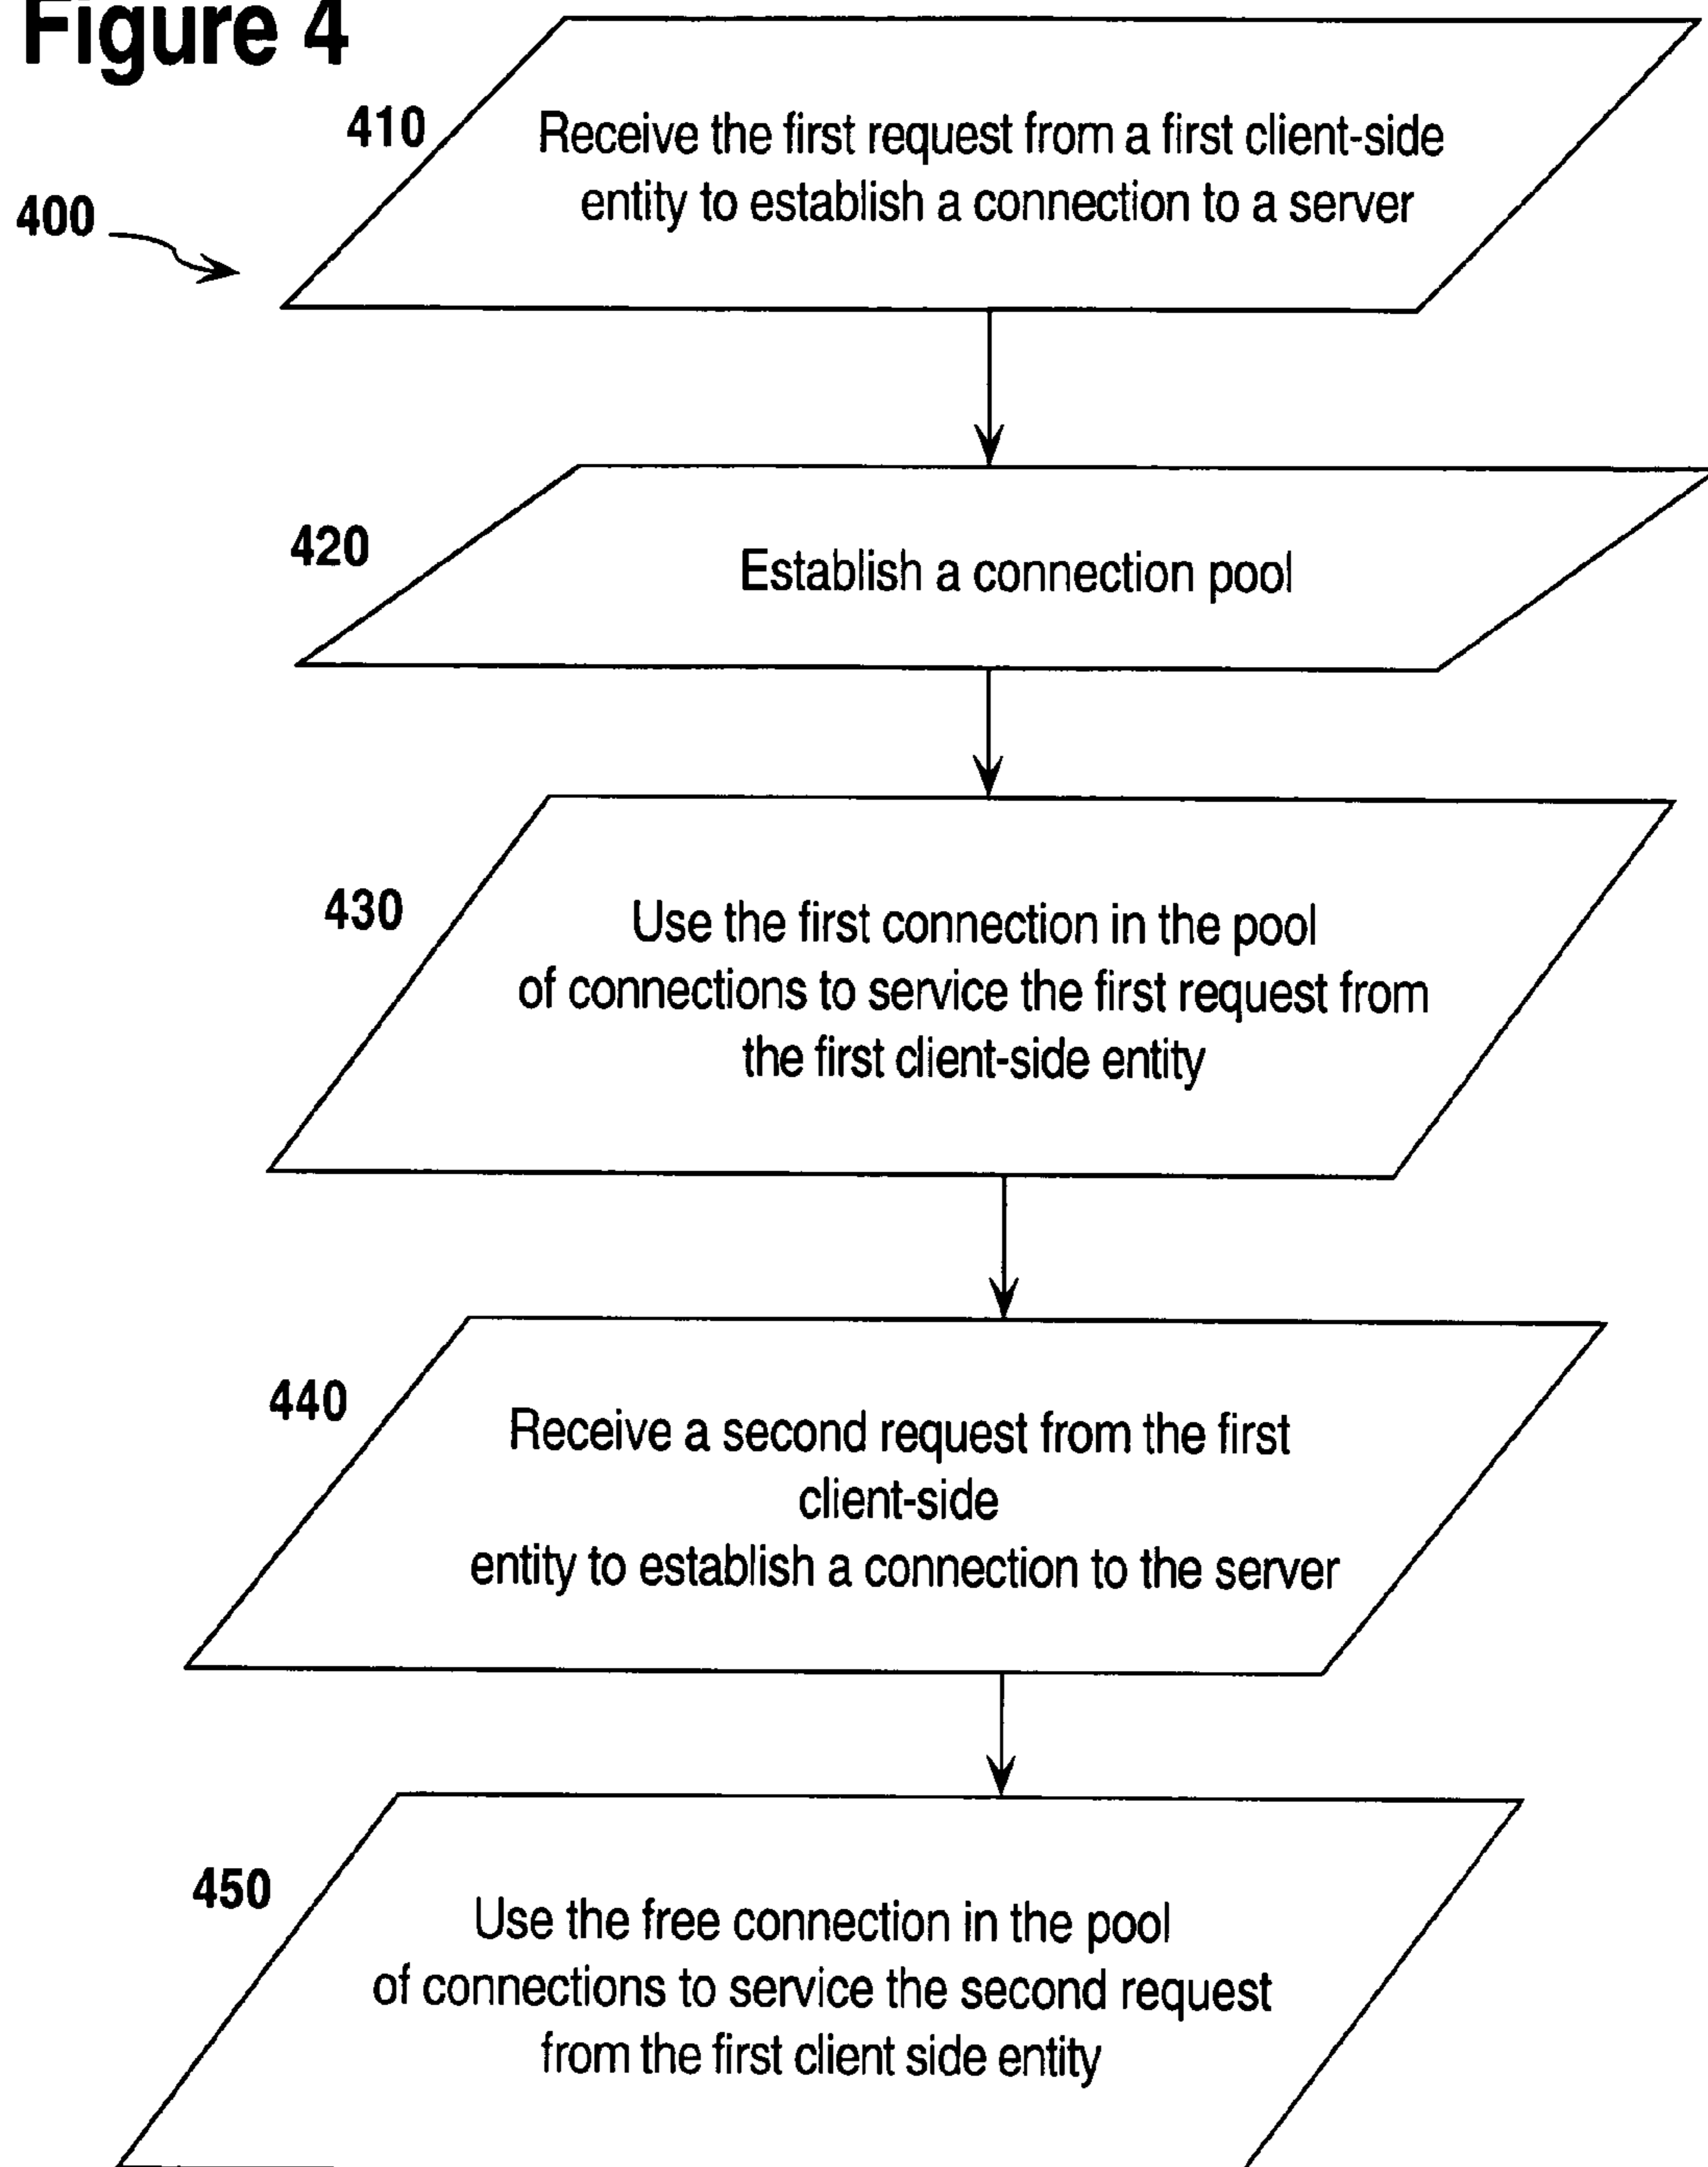 Figure 4
410
Receive the first request from a first client-side
entity to establish a connection to a server
400
420
Establish a connection pool
430
Use the first connection in the pool
of connections to service the first request from
the first client-side entity
440
Receive a second request from the first
client-side
entity to establish a connection to the server
450
Use the free connection in the pool
of connections to service the second request
from the first client side entity